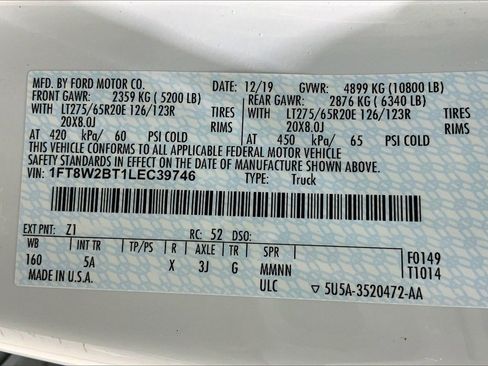 MFD. BY FORD MOTOR CO. DATE: 12/19 GVWR: 4899 KG (10800 LB)
FRONT GAWR: 2359 KG (5200 LB) REAR GAWR: 2876 KG (6340 LB)
WITH LT275/65R20E 126/123R TIRES WITH LT275/65R20E 126/123R TIRES
20X8.0J RIMS 20X8.0J RIMS
AT 420 kPa/ 60 PSI COLD AT 450 kPa/ 65 PSI COLD
THIS VEHICLE CONFORMS TO ALL APPLICABLE FEDERAL MOTOR VEHICLE
SAFETY STANDARDS IN EFFECT ON THE DATE OF MANUFACTURE SHOWN ABOVE.
VIN: 1FT8W2BT1LEC39746 TYPE: Truck
EXT PNT: Z1 RC: 52 DSO:
WB INT TR TP/PS R AXLE TR SPR F0149
160 5A X 3J G MMNN T1014
MADE IN U.S.A. ULC ▽ 5U5A-3520472-AA